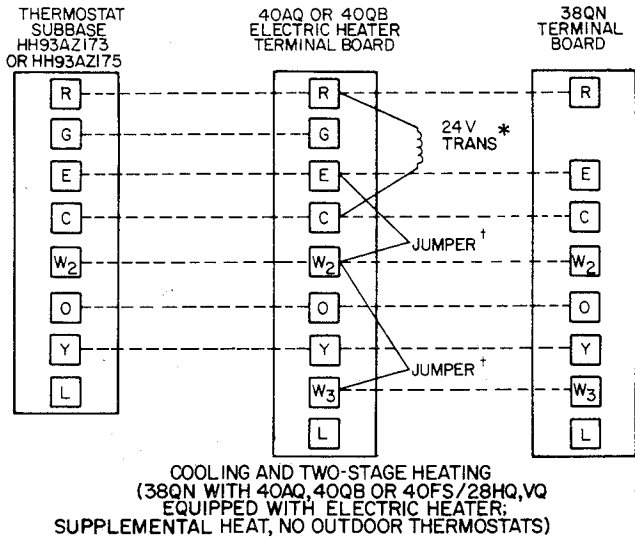 THERMOSTAT
SUBBASE
HH93AZ173
OR HH93AZ175
40AQ OR 40QB
ELECTRIC HEATER
TERMINAL BOARD
38QN
TERMINAL
BOARD
R
R
R
24V
TRANS *
G
G
E
E
E
C
C
C
JUMPER †
W2
W2
W2
O
O
O
Y
Y
Y
JUMPER †
L
W3
W3
L
L
COOLING AND TWO-STAGE HEATING
(38QN WITH 40AQ,40QB OR 40FS/28HQ,VQ
EQUIPPED WITH ELECTRIC HEATER;
SUPPLEMENTAL HEAT, NO OUTDOOR THERMOSTATS)